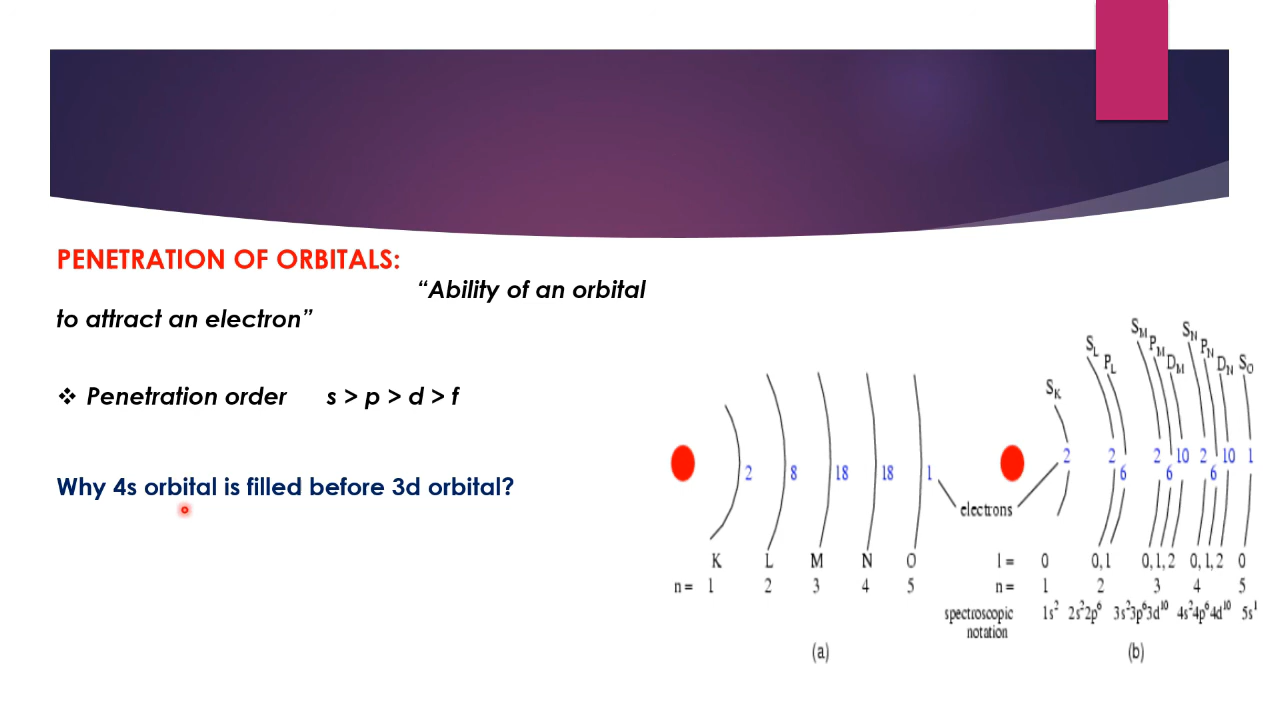 PENETRATION OF ORBITALS:
“Ability of an orbital
to attract an electron”
❖ Penetration order s > p > d > f
Why 4s orbital is filled before 3d orbital?
2 8 18 18 1
electrons
K L M N O
n = 1 2 3 4 5
(a)
S_K S_L P_L S_M P_M D_M S_N P_N D_N S_O
2 2 6 2 6 10 2 6 10 1
l = 0 0,1 0,1,2 0,1,2 0
n = 1 2 3 4 5
spectroscopic
notation
1s² 2s²2p⁶ 3s²3p⁶3d¹⁰ 4s²4p⁶4d¹⁰ 5s¹
(b)